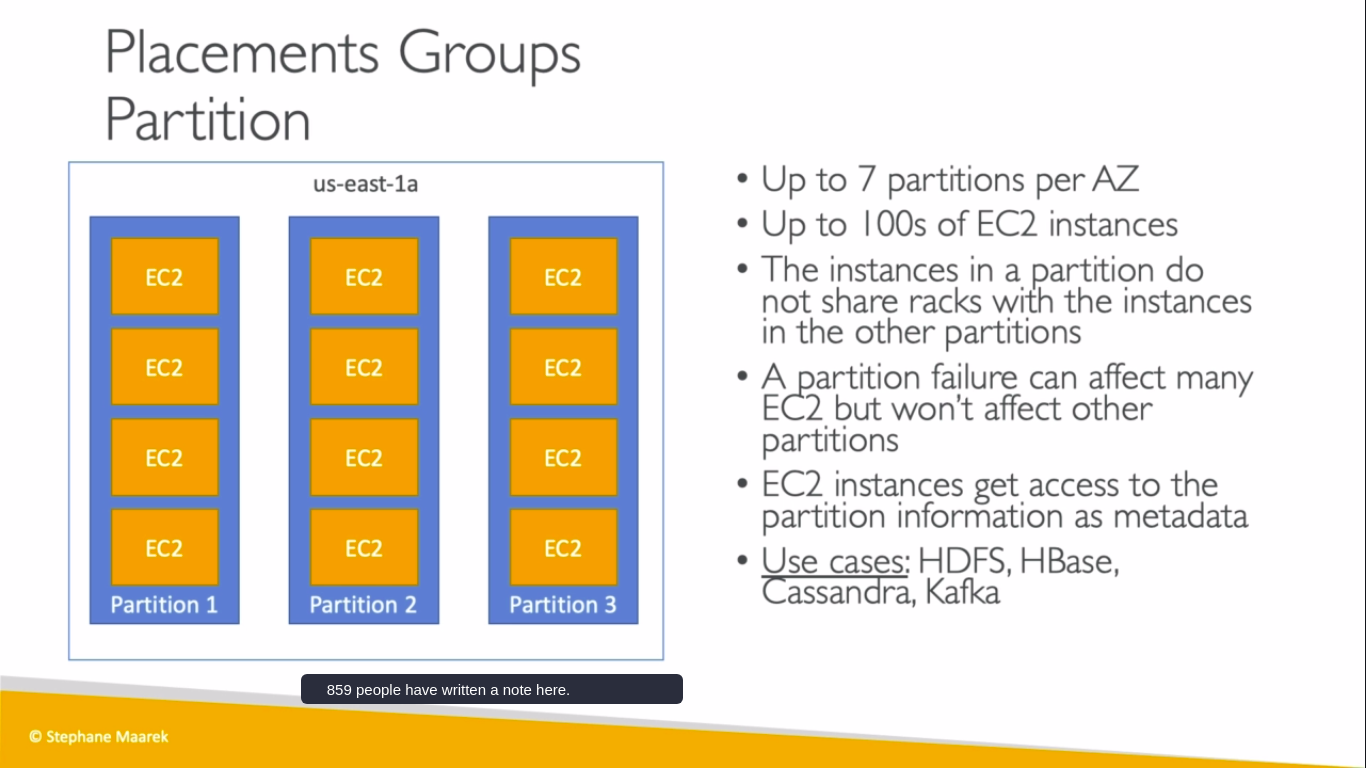 Placements Groups
Partition
us-east-1a
EC2 EC2 EC2
EC2 EC2 EC2
EC2 EC2 EC2
EC2 EC2 EC2
Partition 1 Partition 2 Partition 3
• Up to 7 partitions per AZ
• Up to 100s of EC2 instances
• The instances in a partition do
not share racks with the instances
in the other partitions
• A partition failure can affect many
EC2 but won’t affect other
partitions
• EC2 instances get access to the
partition information as metadata
• Use cases: HDFS, HBase,
Cassandra, Kafka
859 people have written a note here.
© Stephane Maarek